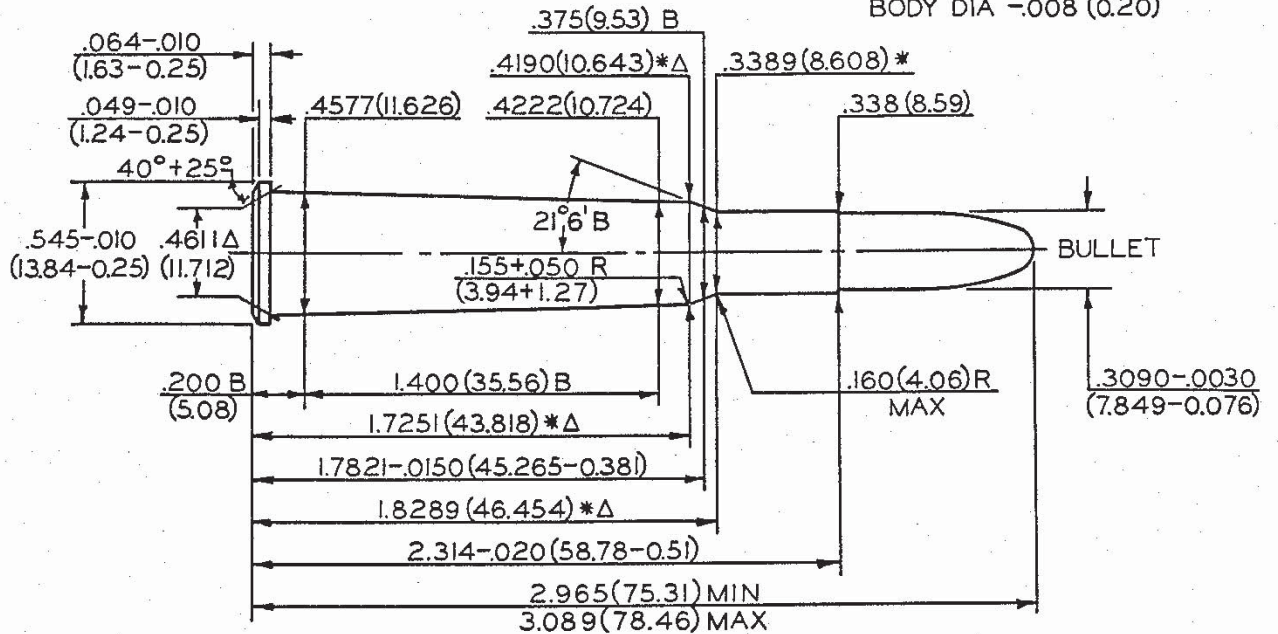 BODY DIA -.008 (0.20)
.375(9.53) B
.064-.010
(1.63-0.25)
.4190(10.643)*Δ
.3389(8.608)*
.049-.010
(1.24-0.25)
.4577(11.626)
.4222(10.724)
.338(8.59)
40°+25°
21°6'B
.545-.010
(13.84-0.25)
.4611Δ
(11.712)
BULLET
.155+.050 R
(3.94+1.27)
.200 B
(5.08)
1.400(35.56)B
.160(4.06)R
MAX
.3090-.0030
(7.849-0.076)
1.7251(43.818)*Δ
1.7821-.0150(45.265-0.381)
1.8289(46.454)*Δ
2.314-.020(58.78-0.51)
2.965(75.31)MIN
3.089(78.46)MAX